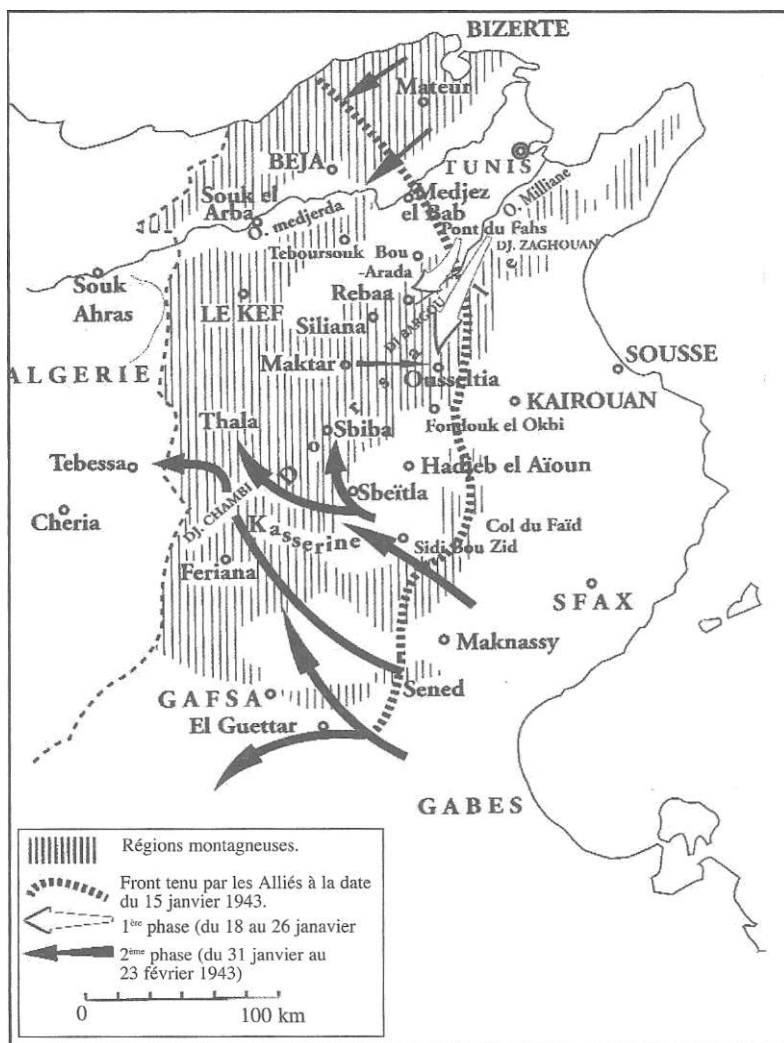 BIZERTE
Mateur
TUNIS
BEJA
Souk el
Arba
O. medjerda
Medjez
el Bab
O. Milliane
Pont du Fahs
DJ. ZAGHOUAN
Teboursouk
Bou
-Arada
Souk
Ahras
LE KEF
Rebaa
Siliana
DJ BARGOU
ALGERIE
Maktar
Ousseltia
SOUSSE
KAIROUAN
Thala
Sbiba
Fondouk el Okbi
Dorsale
Tebessa
Hadjeb el Aïoun
Sbeïtla
Cheria
DJ. CHAMBI
Kasserine
Col du Faïd
Sidi Bou Zid
Feriana
SFAX
Maknassy
Sened
GAFSA
El Guettar
GABES
Régions montagneuses.
Front tenu par les Alliés à la date
du 15 janvier 1943.
1ère phase (du 18 au 26 janavier
2ème phase (du 31 janvier au
23 février 1943)
0 100 km